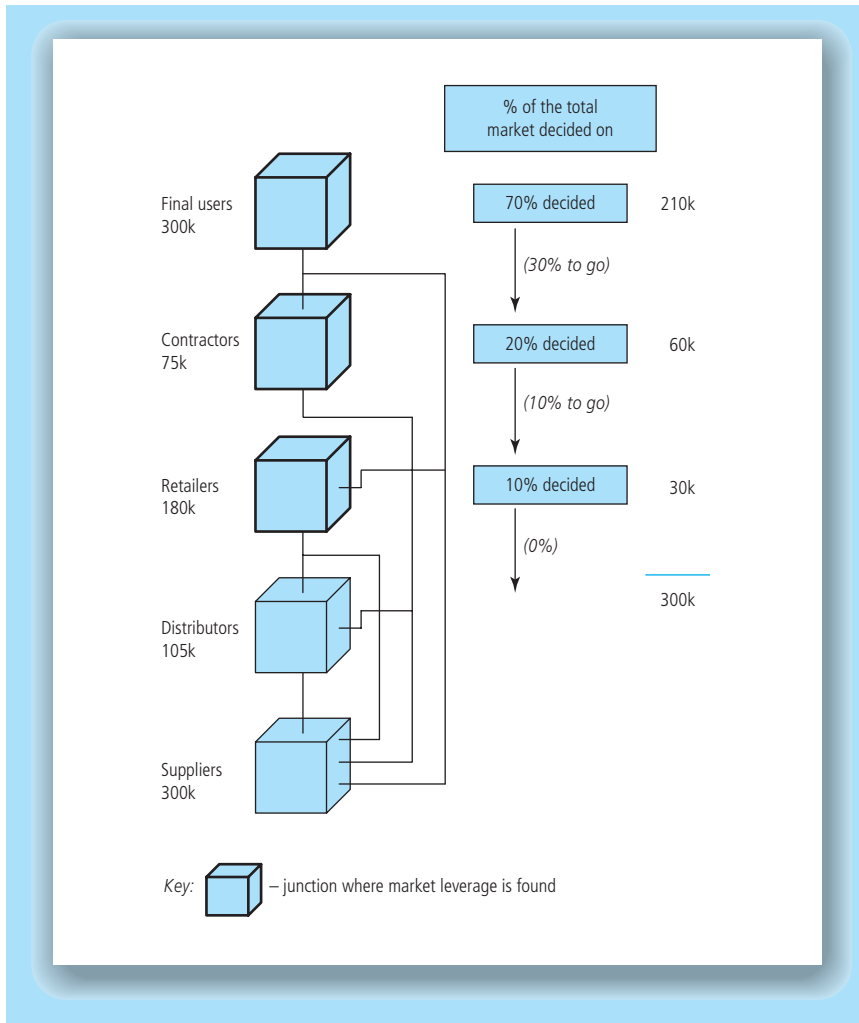 % of the total
market decided on
Final users
300k
70% decided
210k
(30% to go)
Contractors
75k
20% decided
60k
(10% to go)
Retailers
180k
10% decided
30k
(0%)
300k
Distributors
105k
Suppliers
300k
Key:
– junction where market leverage is found